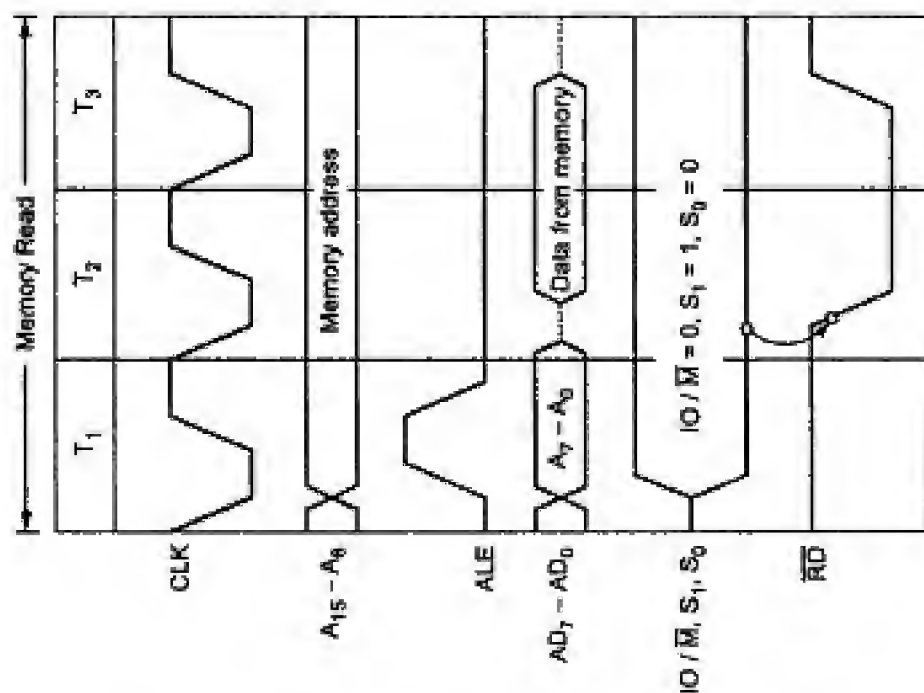 Memory Read
T₁ T₂ T₃
CLK
A₁₅ – A₈
Memory address
ALE
AD₇ – AD₀
A₇ – A₀
Data from memory
IO / M̅, S₁, S₀
IO / M̅ = 0, S₁ = 1, S₀ = 0
R̅D̅